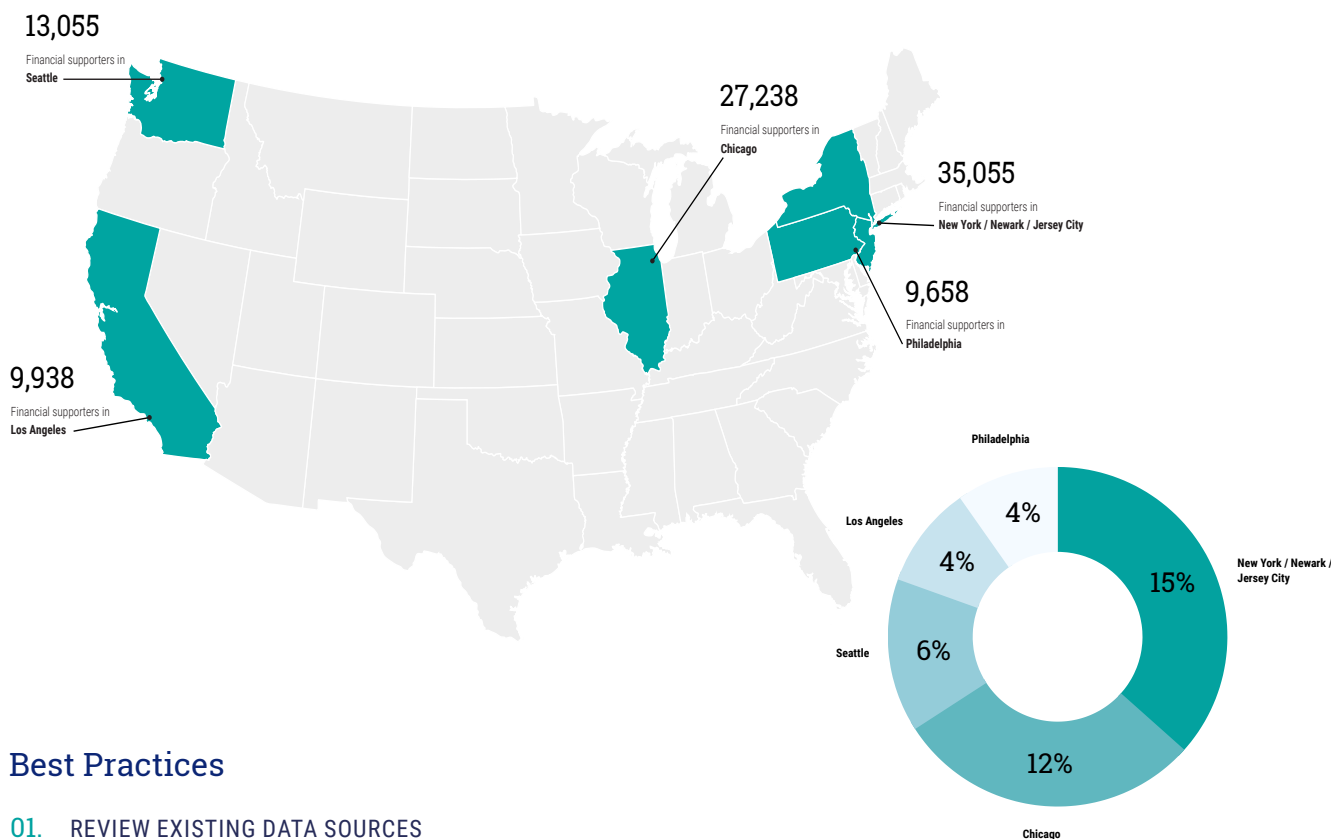 13,055
Financial supporters in
Seattle
27,238
Financial supporters in
Chicago
35,055
Financial supporters in
New York / Newark / Jersey City
9,658
Financial supporters in
Philadelphia
9,938
Financial supporters in
Los Angeles
Philadelphia
4%
Los Angeles
4%
New York / Newark /
Jersey City
15%
Seattle
6%
12%
Chicago
Best Practices
01. REVIEW EXISTING DATA SOURCES